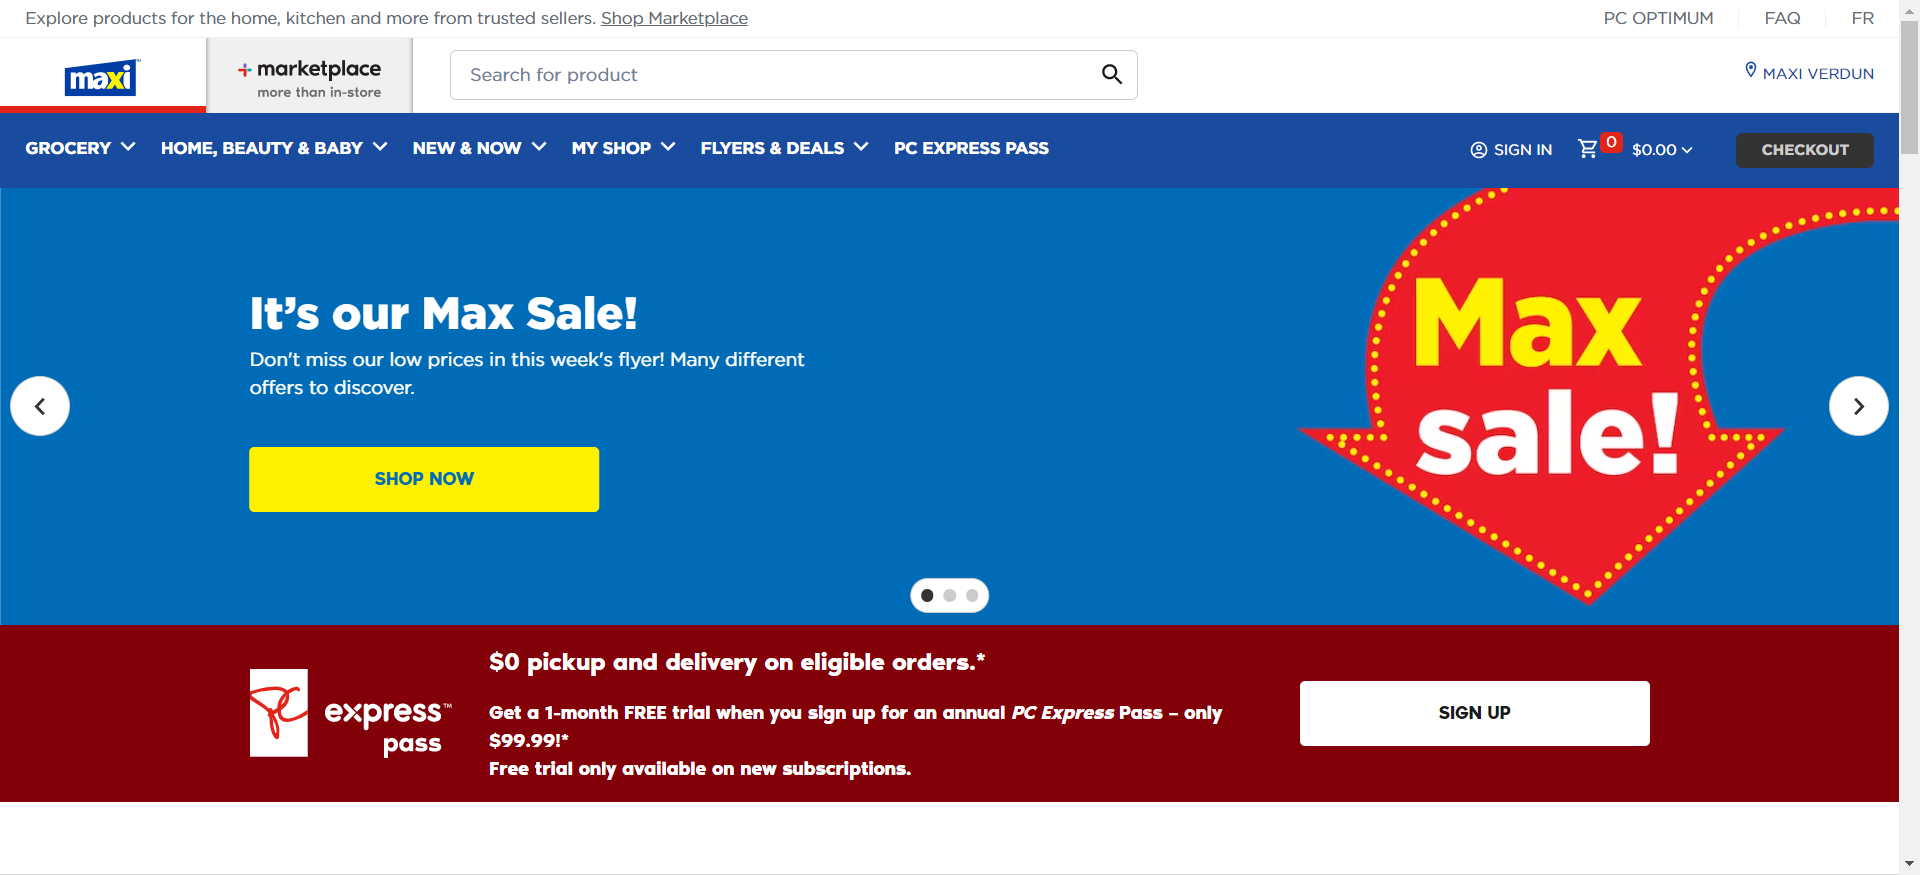 Explore products for the home, kitchen and more from trusted sellers. Shop Marketplace
PC OPTIMUM
FAQ
FR
maxi
marketplace
more than in-store
Search for product
MAXI VERDUN
GROCERY
HOME, BEAUTY & BABY
NEW & NOW
MY SHOP
FLYERS & DEALS
PC EXPRESS PASS
SIGN IN
0
$0.00
CHECKOUT
It's our Max Sale!
Don't miss our low prices in this week's flyer! Many different
offers to discover.
SHOP NOW
Max
sale!
PC
express™
pass
$0 pickup and delivery on eligible orders.*
Get a 1-month FREE trial when you sign up for an annual PC Express Pass – only
$99.99!*
Free trial only available on new subscriptions.
SIGN UP